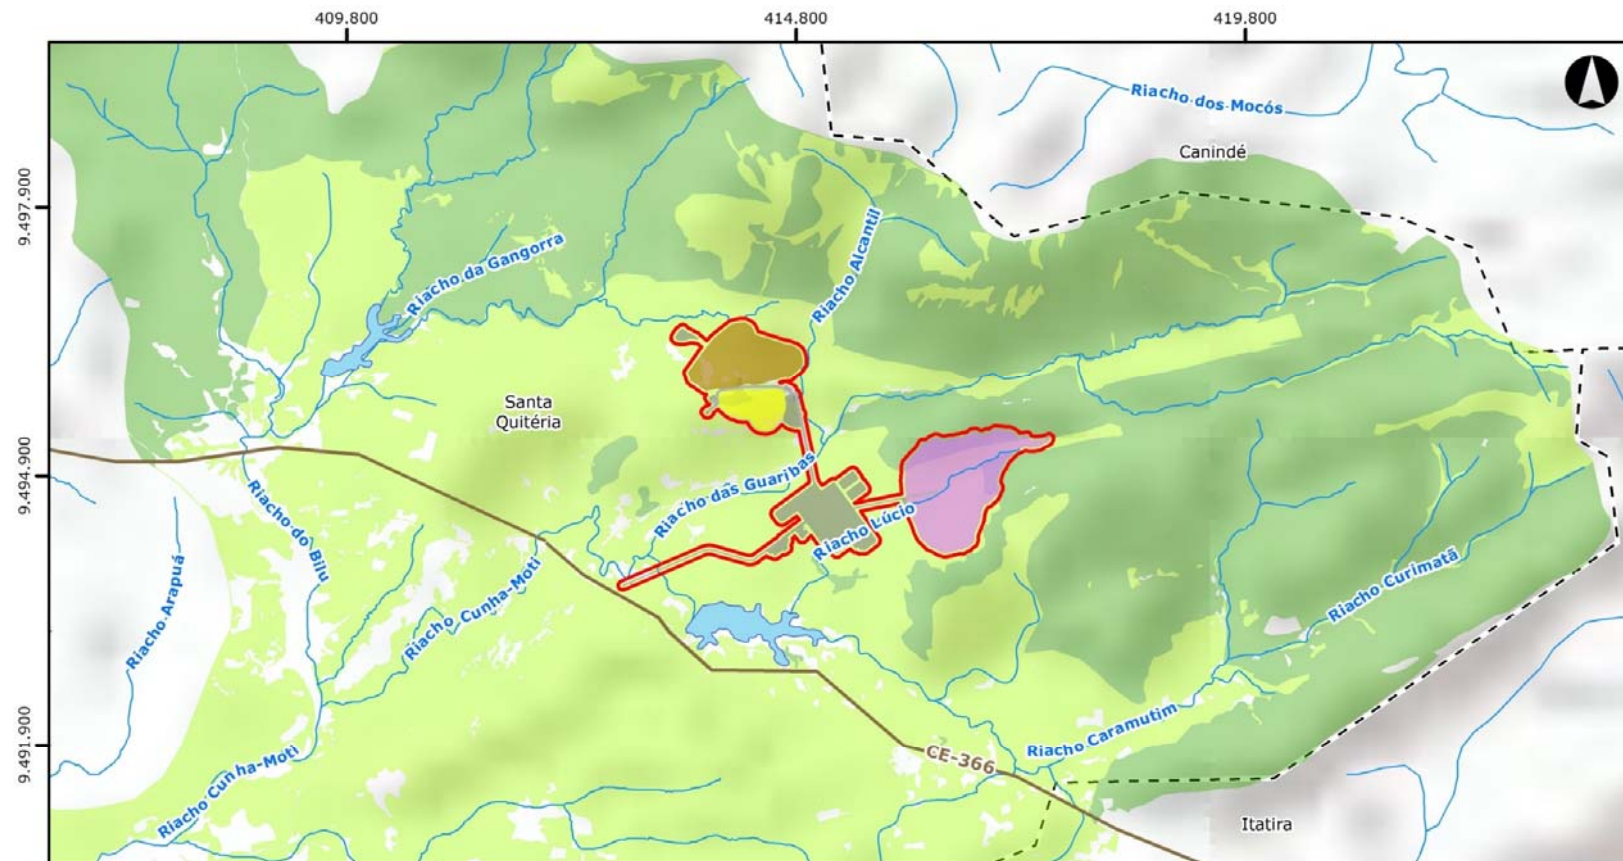 409.800
414.800
419.800
Riacho dos Mocós
Canindé
9.497.900
Riacho Alcantil
Riacho da Gangorra
Santa
Quitéria
9.494.900
Riacho das Guaribas
Riacho do Bilu
Riacho Lúcio
Riacho Arapuá
Riacho Cunha-Moti
Riacho Curimatã
9.491.900
Riacho Caramutim
Riacho Cunha-Moti
CE-366
Itatira